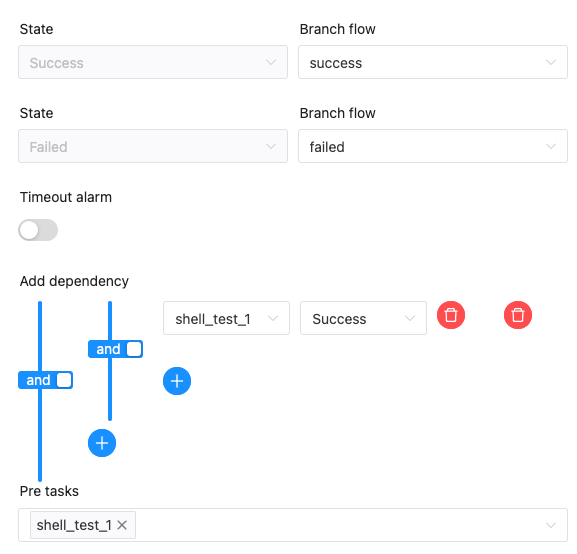 State Branch flow
Success success
State Branch flow
Failed failed
Timeout alarm
Add dependency
shell_test_1 Success
and
and
Pre tasks
shell_test_1